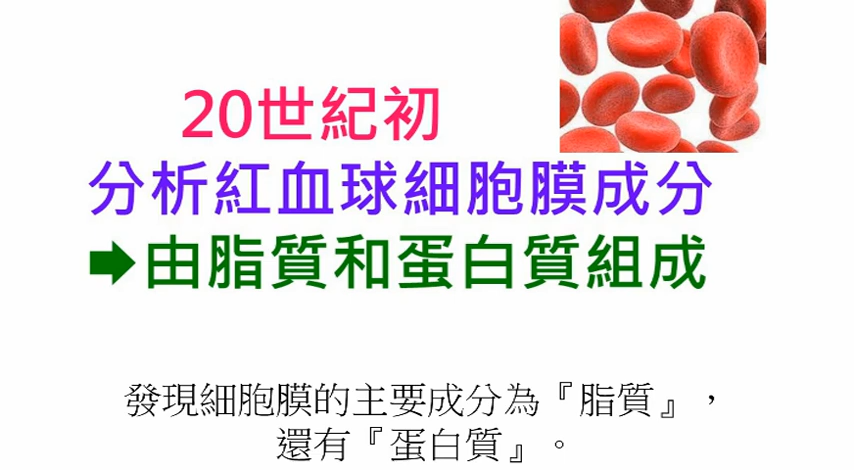 20世紀初
分析紅血球細胞膜成分
➡由脂質和蛋白質組成
發現細胞膜的主要成分為『脂質』，
還有『蛋白質』。